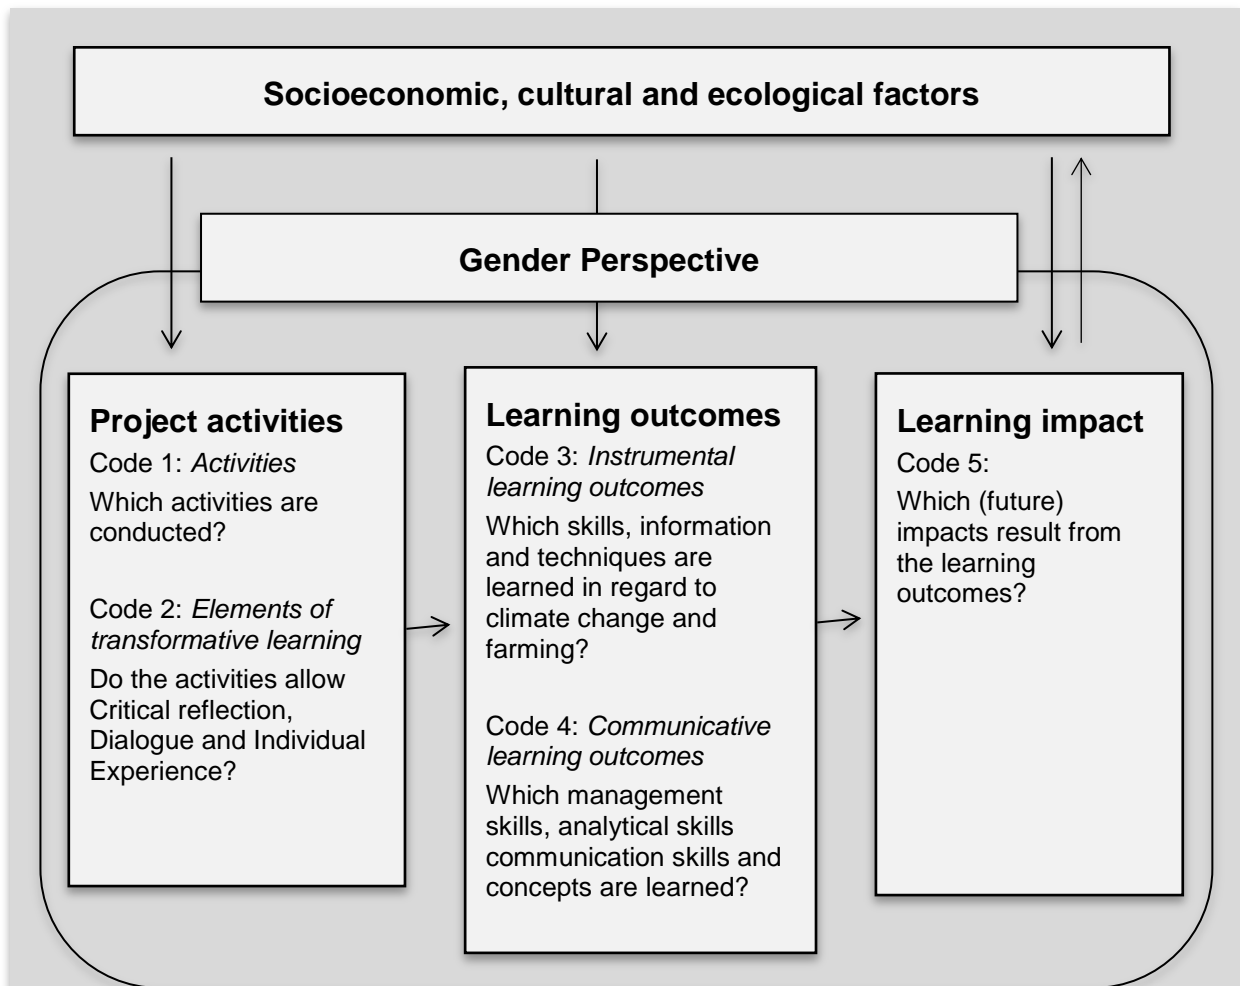 Socioeconomic, cultural and ecological factors
Gender Perspective
Project activities
Code 1: Activities
Which activities are
conducted?
Code 2: Elements of
transformative learning
Do the activities allow
Critical reflection,
Dialogue and Individual
Experience?
Learning outcomes
Code 3: Instrumental
learning outcomes
Which skills, information
and techniques are
learned in regard to
climate change and
farming?
Code 4: Communicative
learning outcomes
Which management
skills, analytical skills
communication skills and
concepts are learned?
Learning impact
Code 5:
Which (future)
impacts result from
the learning
outcomes?